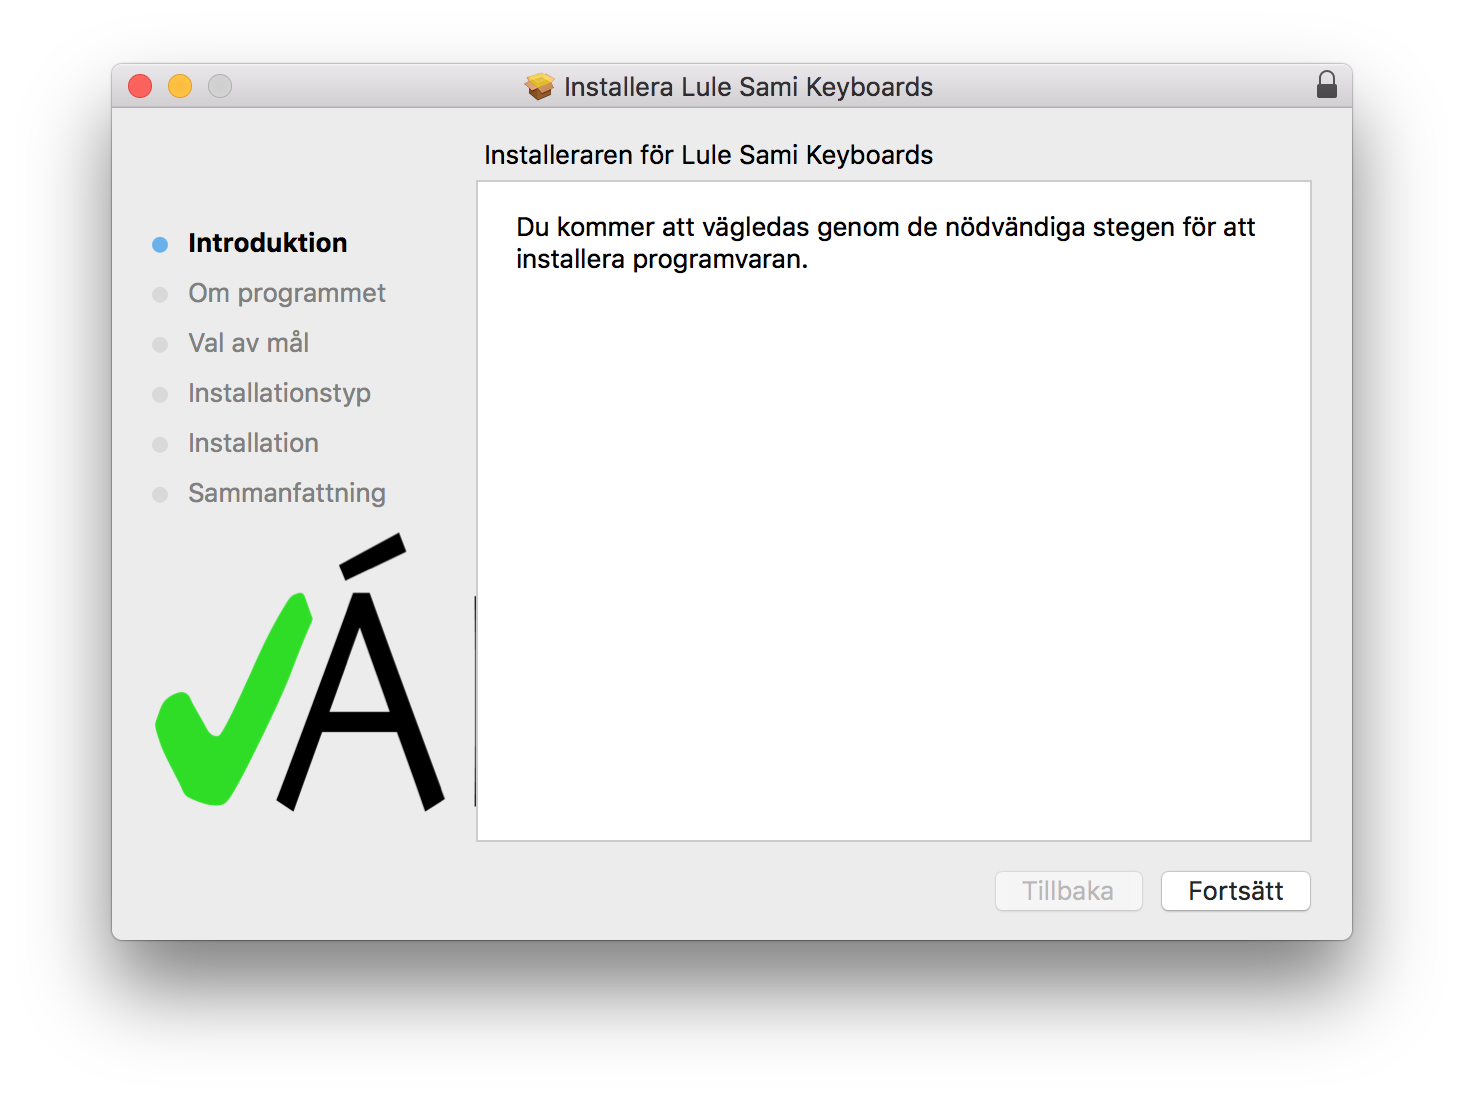 Installera Lule Sami Keyboards
Installeraren för Lule Sami Keyboards
Introduktion
Om programmet
Val av mål
Installationstyp
Installation
Sammanfattning
Á
Du kommer att vägledas genom de nödvändiga stegen för att
installera programvaran.
Tillbaka
Fortsätt